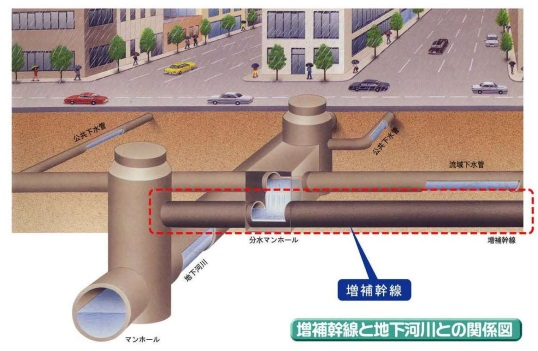 公共下水管
公共下水管
流域下水管
分水マンホール
増補幹線
地下河川
増補幹線
マンホール
増補幹線と地下河川との関係図